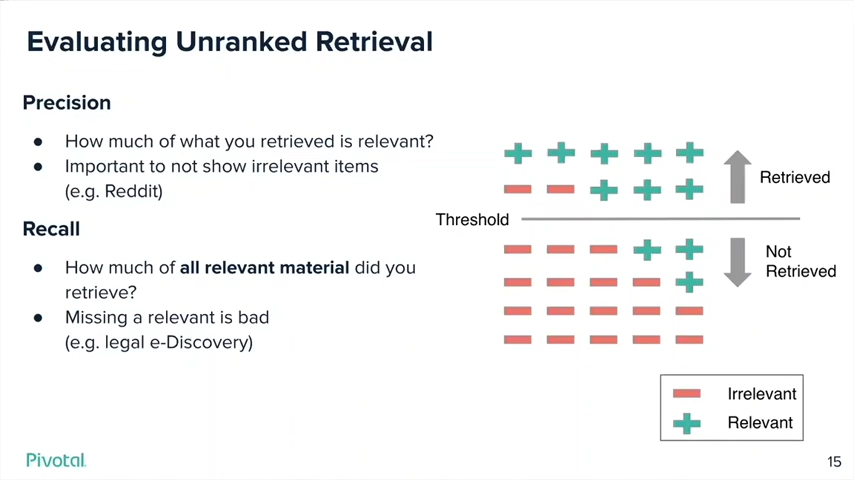 Evaluating Unranked Retrieval
Precision
● How much of what you retrieved is relevant?
● Important to not show irrelevant items
(e.g. Reddit)
Recall
● How much of all relevant material did you
retrieve?
● Missing a relevant is bad
(e.g. legal e-Discovery)
Retrieved
Threshold
Not
Retrieved
Irrelevant
Relevant
Pivotal
15